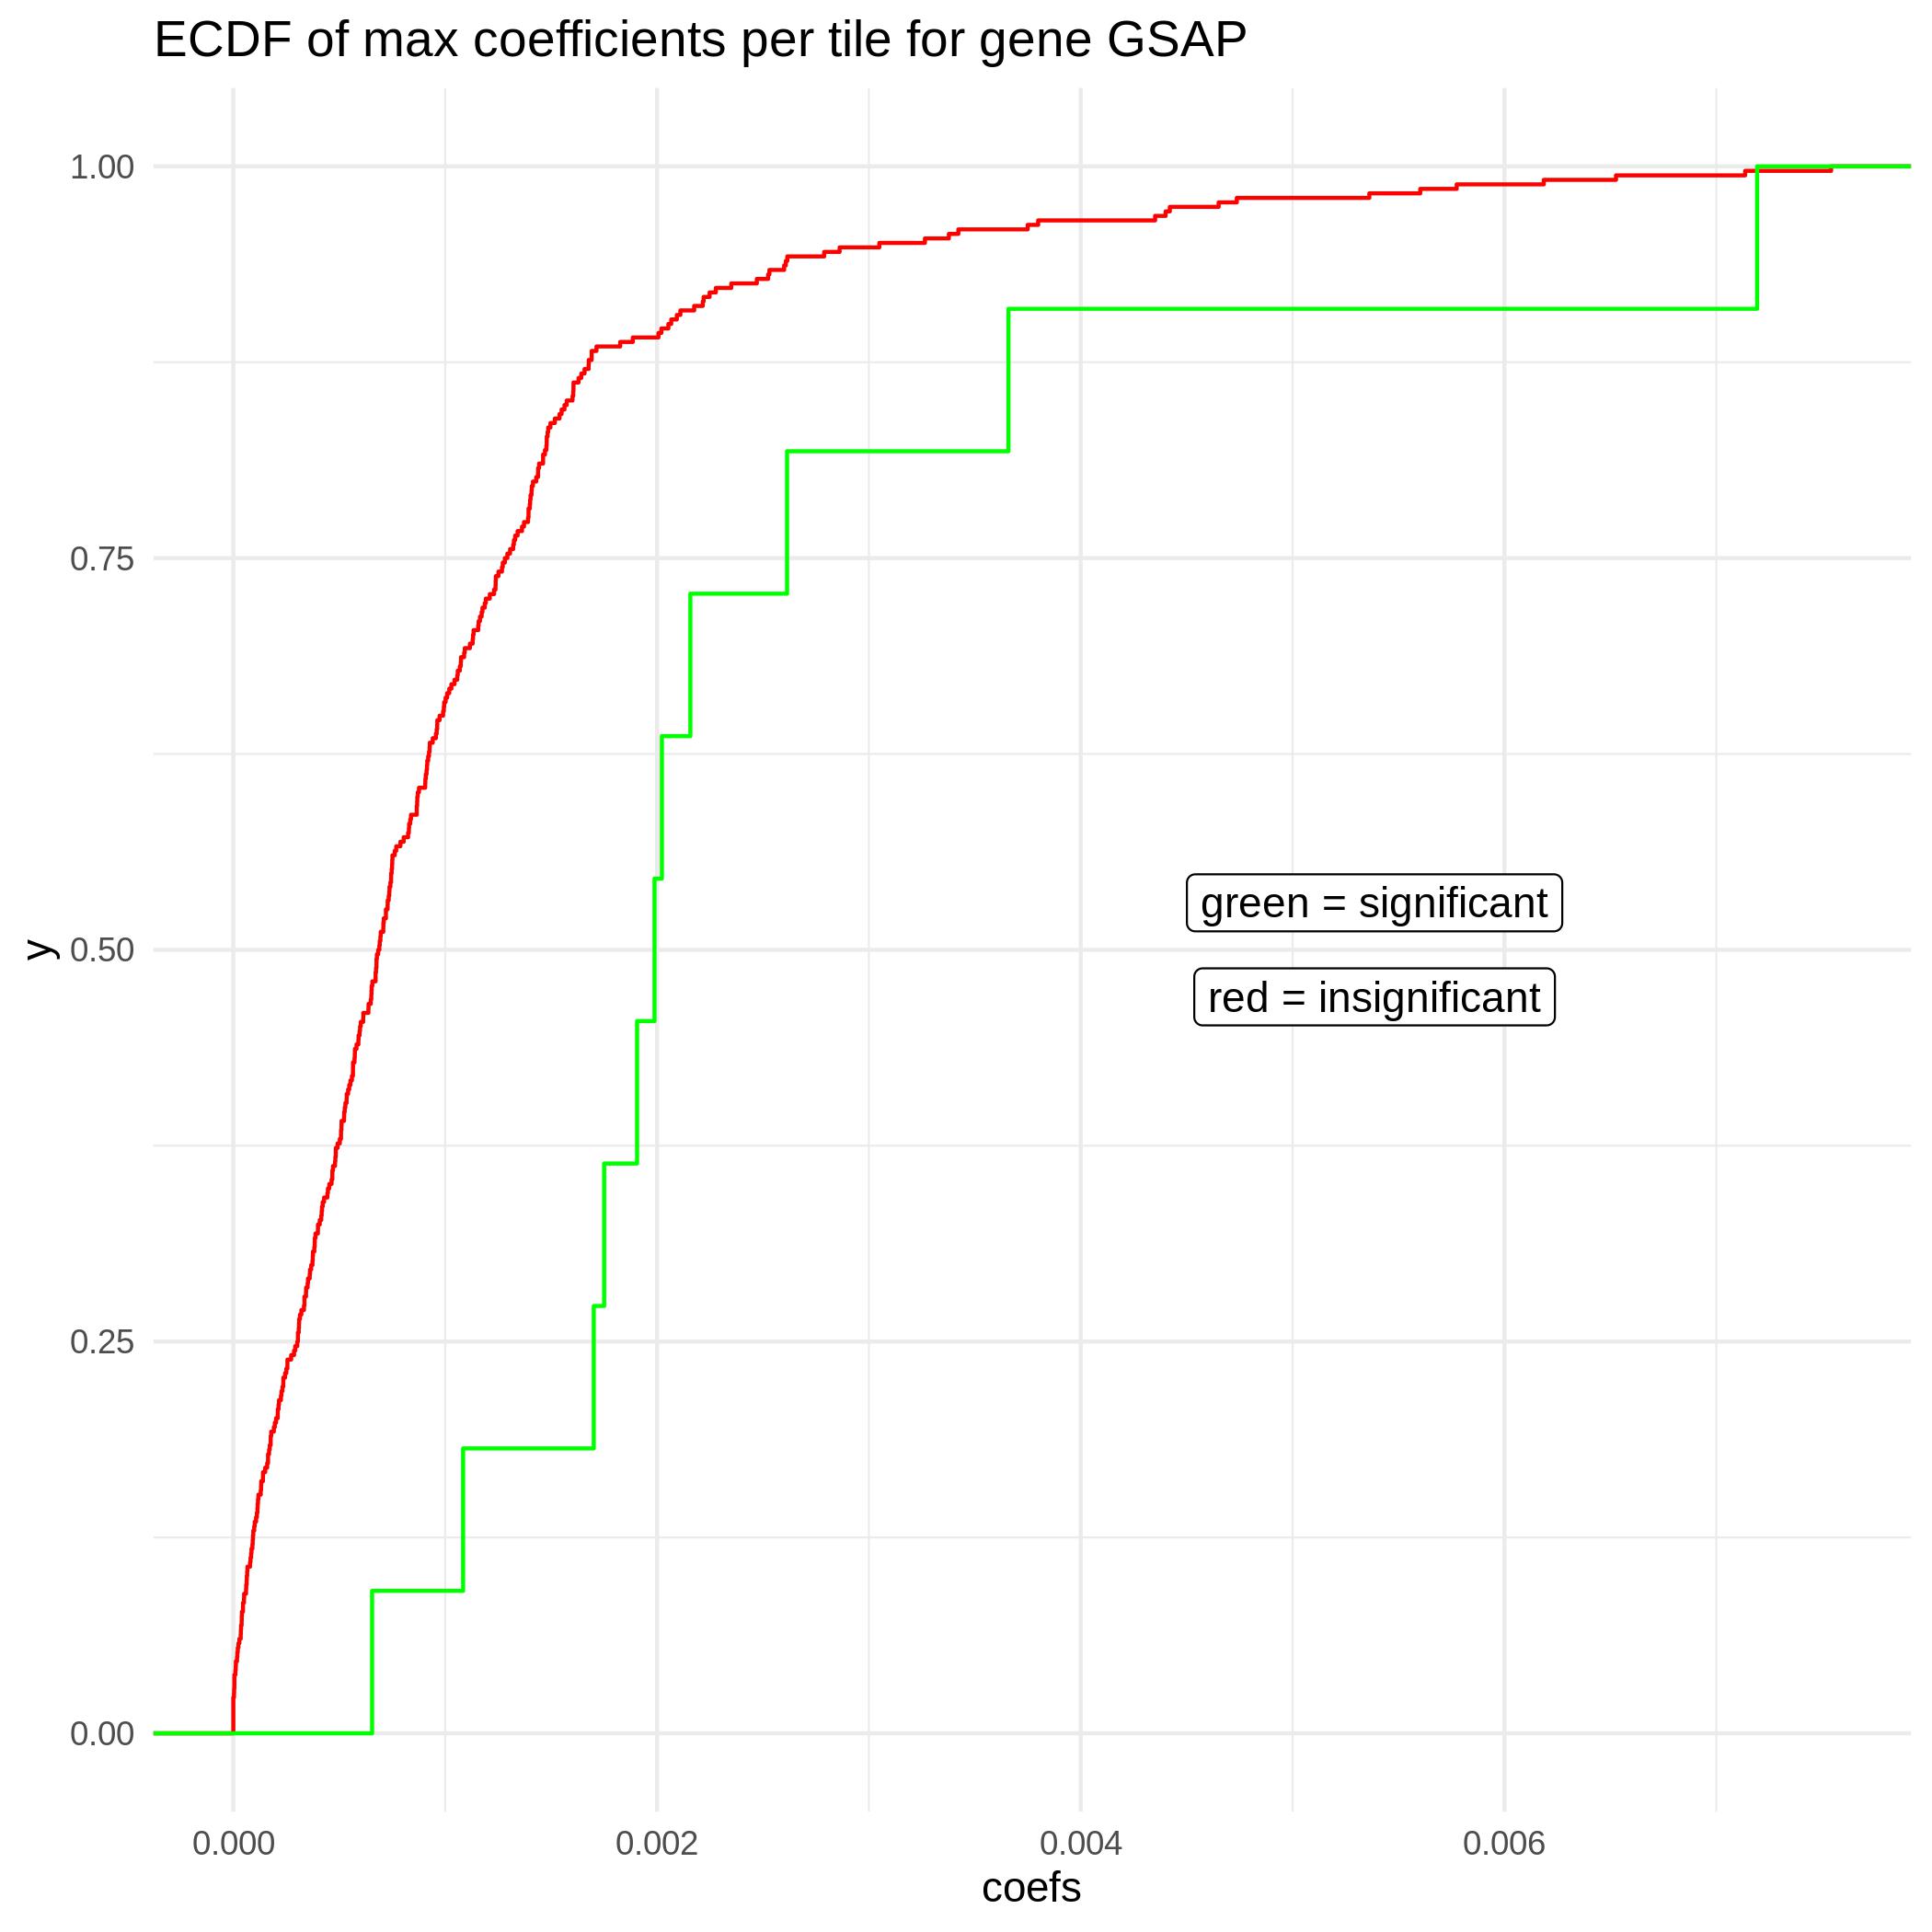 ECDF of max coefficients per tile for gene GSAP
1.00
0.75
0.50
0.25
0.00
y
green = significant
red = insignificant
0.000 0.002 0.004 0.006
coefs